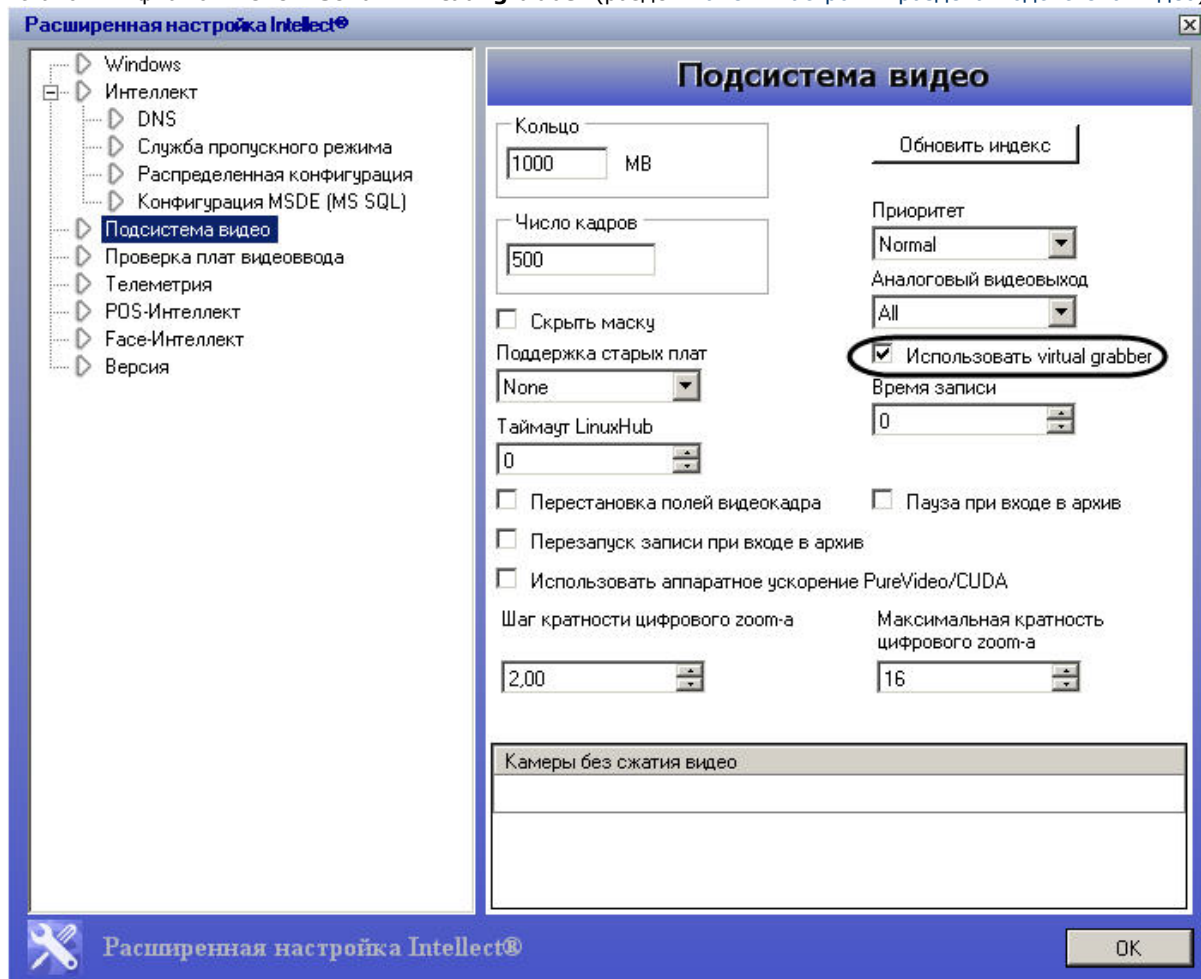 Расширенная настройка Intellect®
Windows
Интеллект
DNS
Служба пропускного режима
Распределенная конфигурация
Конфигурация MSDE (MS SQL)
Подсистема видео
Проверка плат видеоввода
Телеметрия
POS-Интеллект
Face-Интеллект
Версия
Подсистема видео
Кольцо
1000 MB
Обновить индекс
Число кадров
500
Приоритет
Normal
Аналоговый видеовыход
All
Скрыть маску
Использовать virtual grabber
Поддержка старых плат
None
Время записи
0
Таймаут LinuxHub
0
Перестановка полей видеокадра
Пауза при входе в архив
Перезапуск записи при входе в архив
Использовать аппаратное ускорение PureVideo/CUDA
Шаг кратности цифрового zoom-а
2,00
Максимальная кратность
цифрового zoom-а
16
Камеры без сжатия видео
Расширенная настройка Intellect®
OK